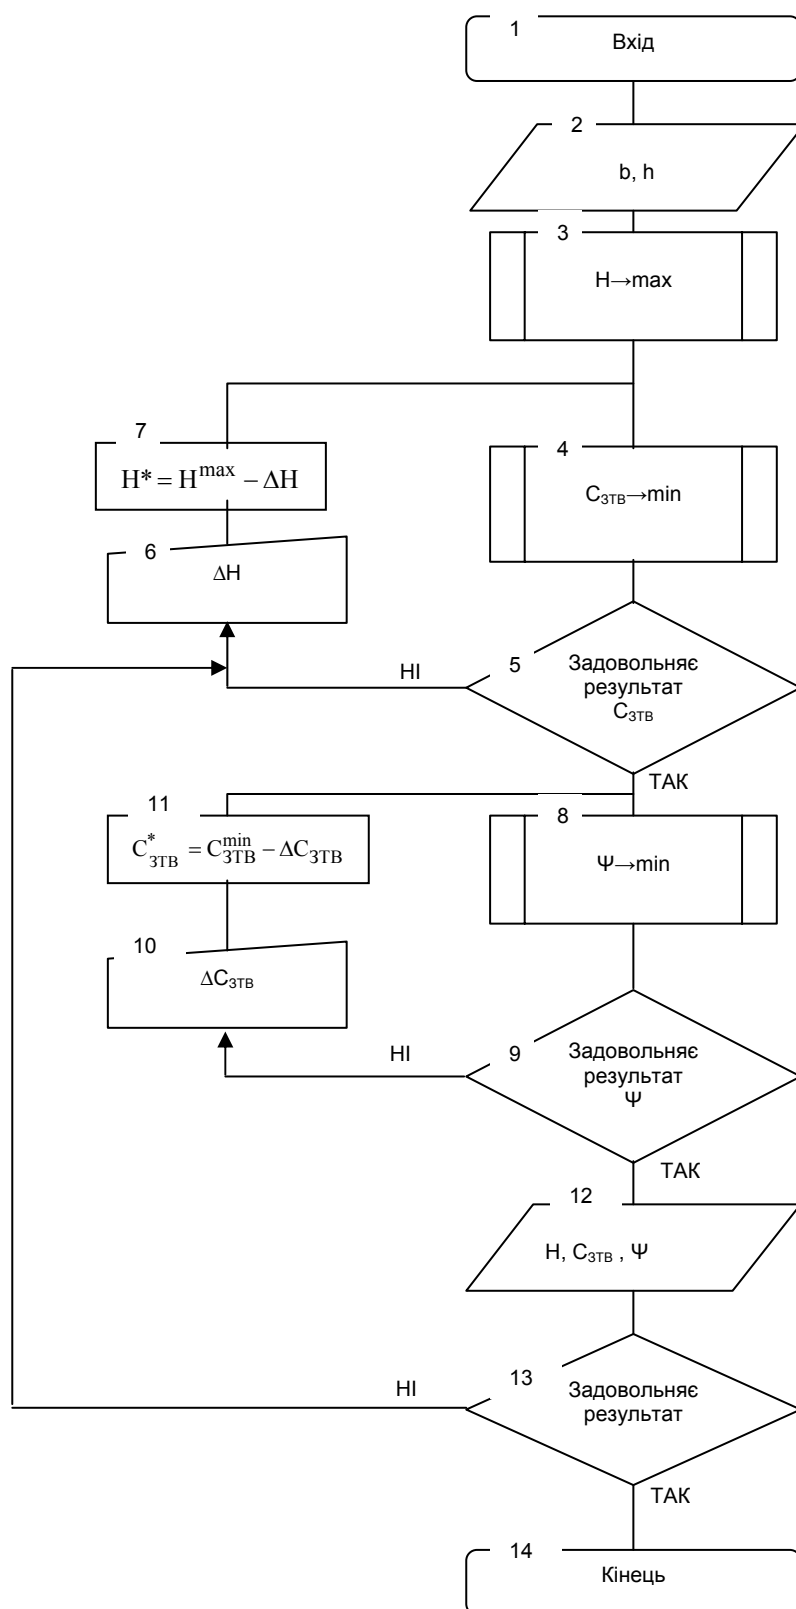 1
Вхід
2
b, h
3
H→max
7
H* = H^max − ΔH
4
C_ЗТВ→min
6
ΔH
5
Задовольняє
результат
C_ЗТВ
НІ
ТАК
11
C*_ЗТВ = C^min_ЗТВ − ΔC_ЗТВ
8
Ψ→min
10
ΔC_ЗТВ
9
Задовольняє
результат
Ψ
НІ
ТАК
12
H, C_ЗТВ , Ψ
13
Задовольняє
результат
НІ
ТАК
14
Кінець